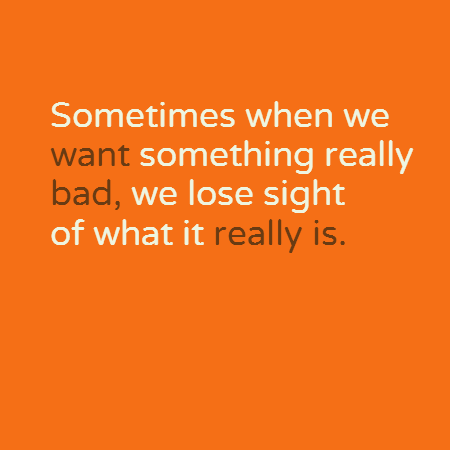 Sometimes when we
want something really
bad, we lose sight
of what it really is.